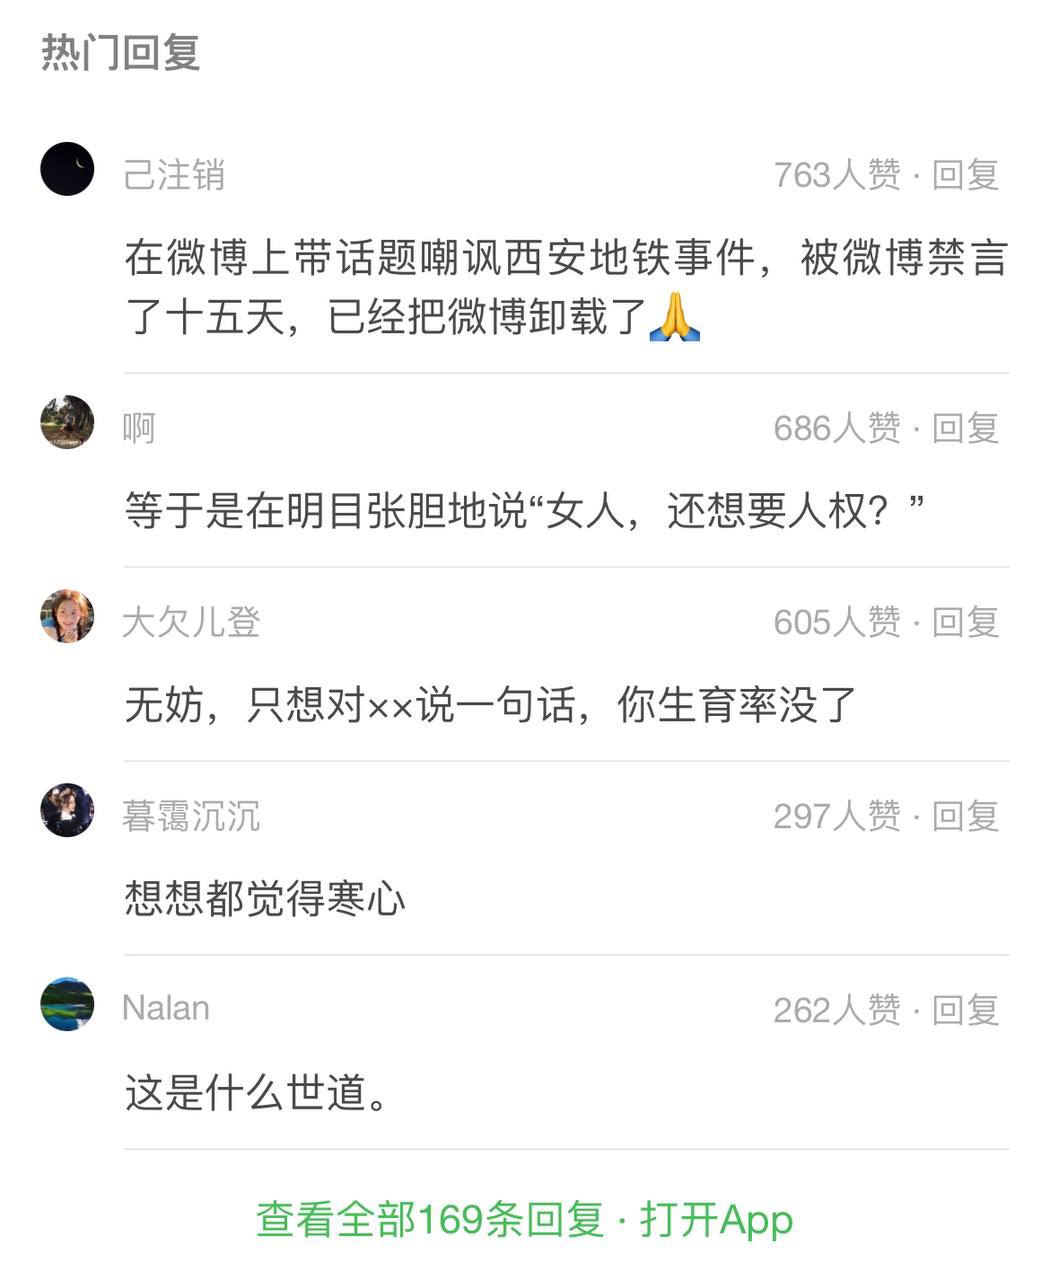 热门回复
己注销
763人赞 · 回复
在微博上带话题嘲讽西安地铁事件，被微博禁言
了十五天，已经把微博卸载了🙏
啊
686人赞 · 回复
等于是在明目张胆地说“女人，还想要人权？”
大欠儿登
605人赞 · 回复
无妨，只想对××说一句话，你生育率没了
暮霭沉沉
297人赞 · 回复
想想都觉得寒心
Nalan
262人赞 · 回复
这是什么世道。
查看全部169条回复 · 打开App